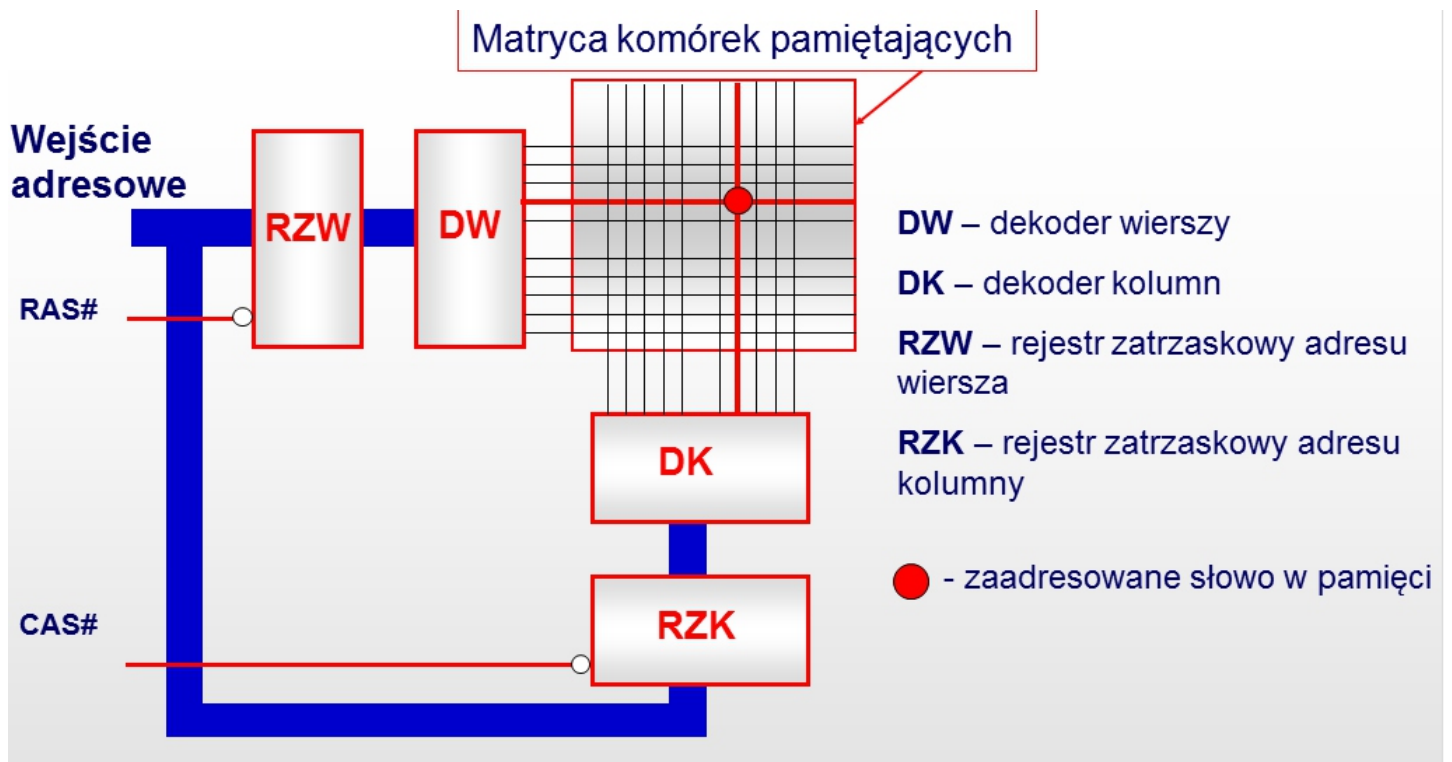 Matryca komórek pamiętających
Wejście
adresowe
RZW
DW
RAS#
DK
CAS#
RZK
DW – dekoder wierszy
DK – dekoder kolumn
RZW – rejestr zatrzaskowy adresu
wiersza
RZK – rejestr zatrzaskowy adresu
kolumny
- zaadresowane słowo w pamięci